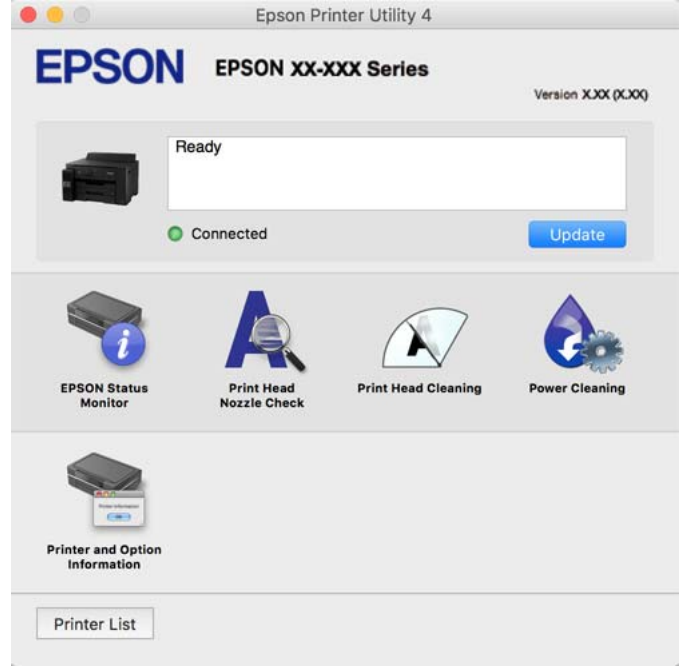 Epson Printer Utility 4
EPSON
EPSON XX-XXX Series
Version X.XX (X.XX)
Ready
Connected
Update
EPSON Status
Monitor
Print Head
Nozzle Check
Print Head Cleaning
Power Cleaning
Printer and Option
Information
Printer List